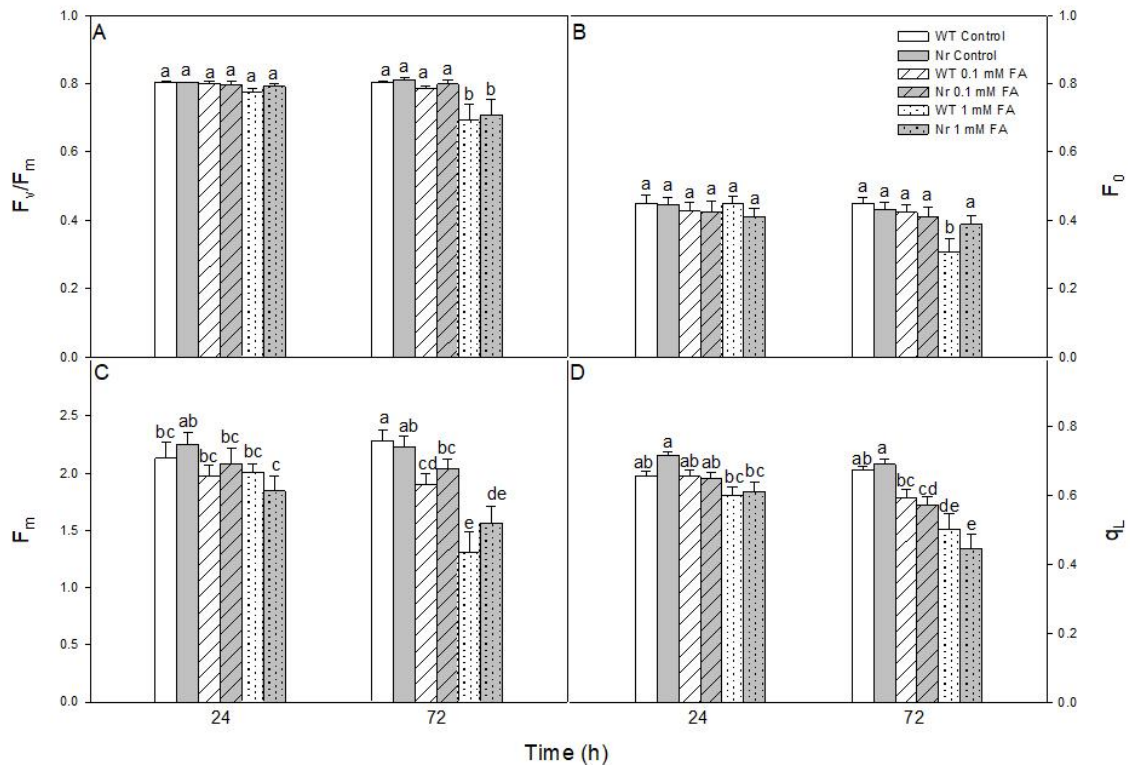 A
1.0
0.8
0.6
0.4
0.2
0.0
Fv/Fm
a a a a a a
a a a a b b
B
WT Control
Nr Control
WT 0.1 mM FA
Nr 0.1 mM FA
WT 1 mM FA
Nr 1 mM FA
a a a a a a
a a a a b a
1.0
0.8
0.6
0.4
0.2
0.0
F0
C
2.5
2.0
1.5
1.0
0.5
0.0
Fm
bc ab bc bc bc c
a ab cd bc e de
24 72
D
ab a ab ab bc bc
ab a bc cd de e
0.8
0.6
0.4
0.2
0.0
qL
24 72
Time (h)